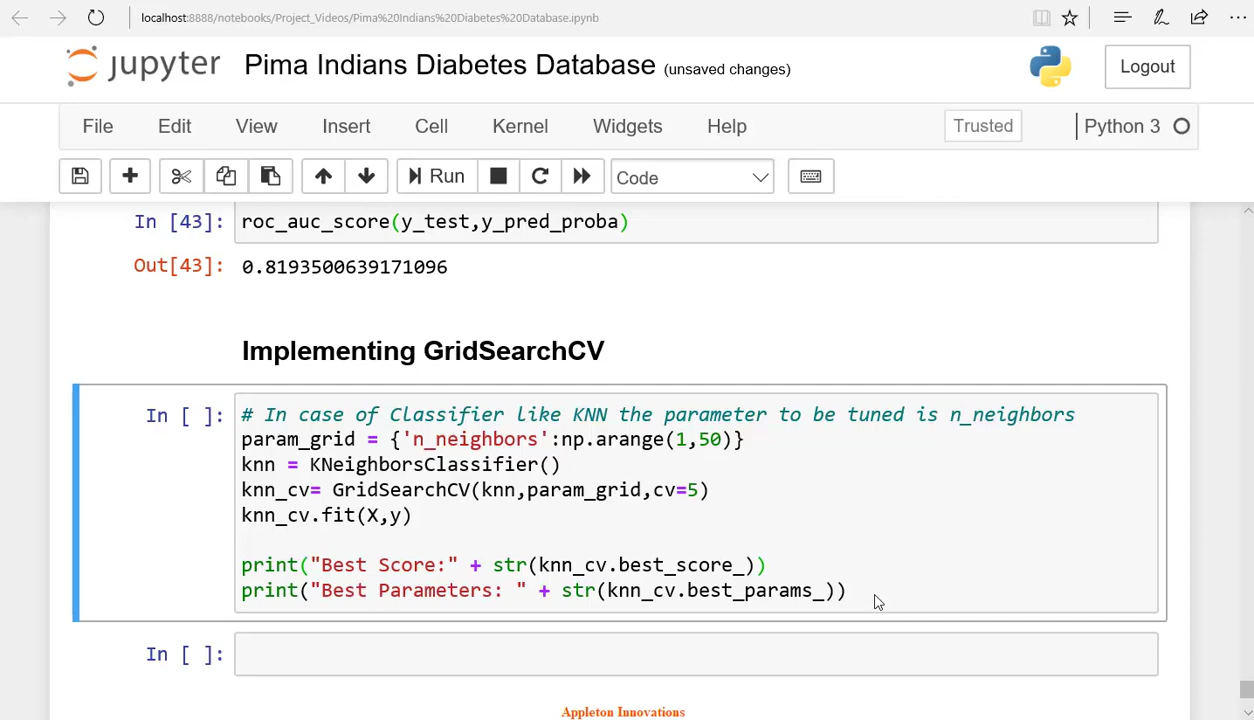 localhost:8888/notebooks/Project_Videos/Pima%20Indians%20Diabetes%20Database.ipynb
jupyter Pima Indians Diabetes Database (unsaved changes) Logout
File Edit View Insert Cell Kernel Widgets Help Trusted Python 3
Run Code
In [43]: roc_auc_score(y_test,y_pred_proba)
Out[43]: 0.8193500639171096
Implementing GridSearchCV
In [ ]: # In case of Classifier like KNN the parameter to be tuned is n_neighbors
param_grid = {'n_neighbors':np.arange(1,50)}
knn = KNeighborsClassifier()
knn_cv= GridSearchCV(knn,param_grid,cv=5)
knn_cv.fit(X,y)
print("Best Score:" + str(knn_cv.best_score_))
print("Best Parameters: " + str(knn_cv.best_params_))
In [ ]:
Appleton Innovations